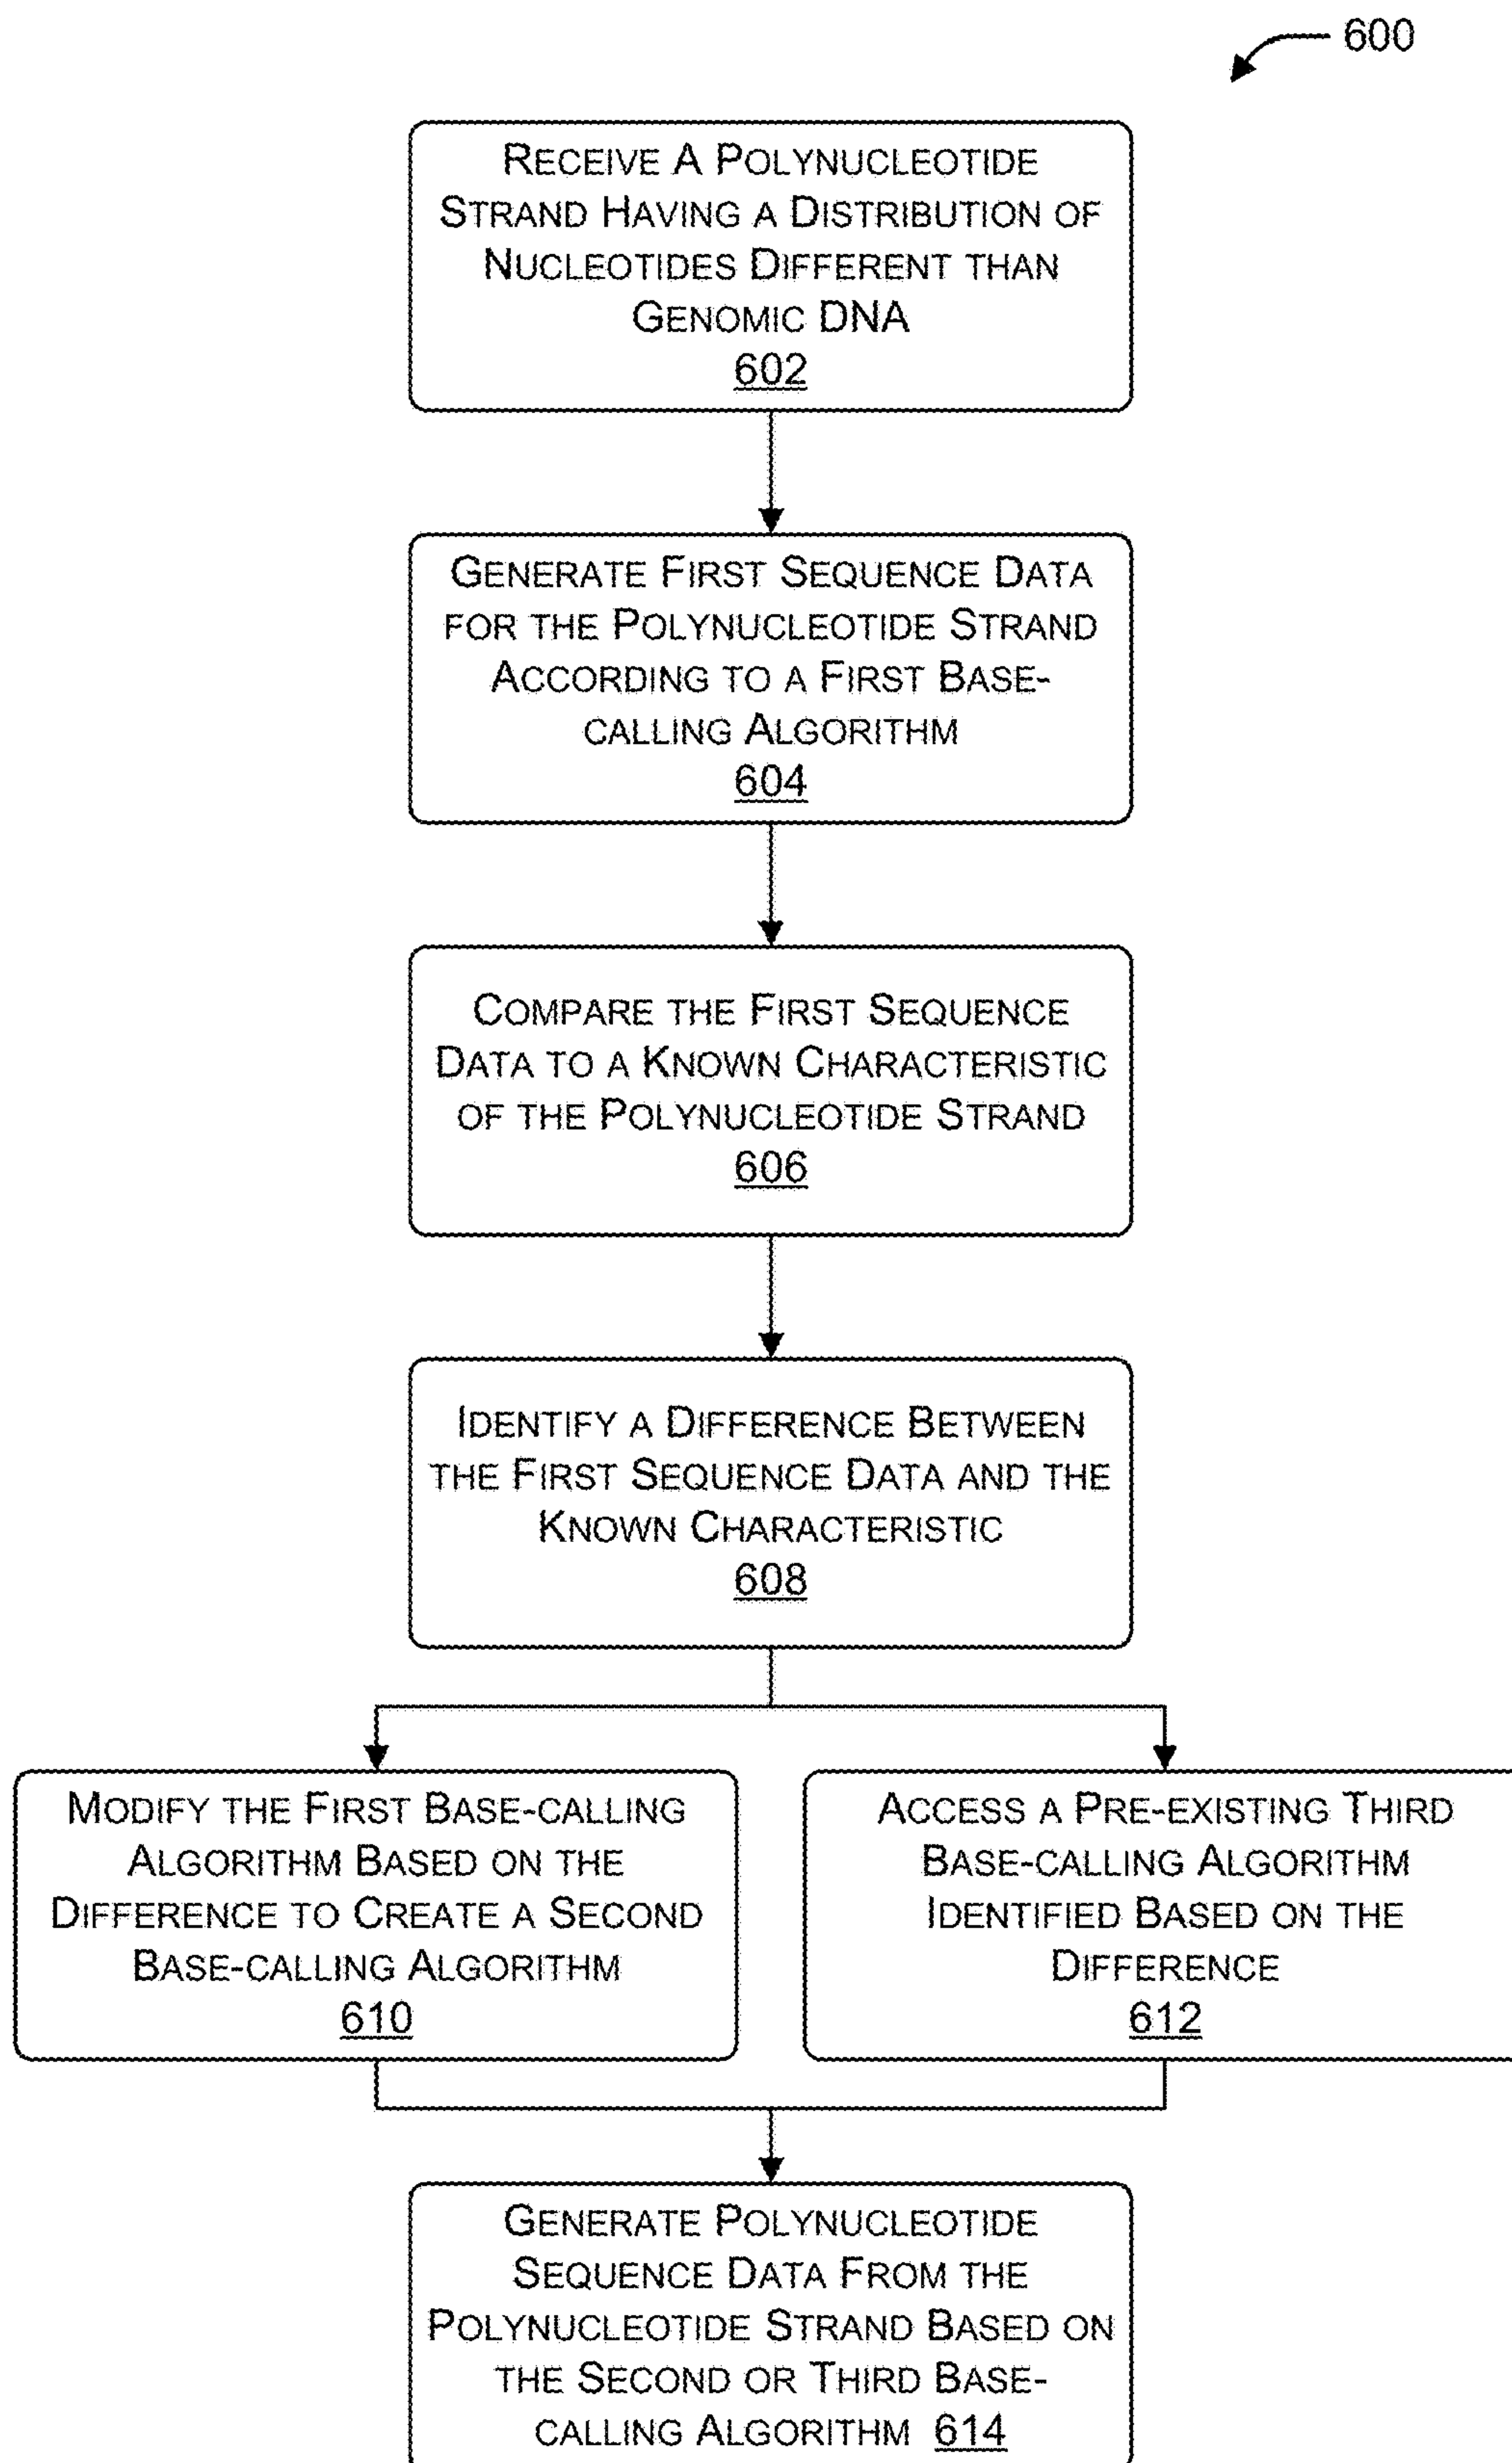 600
RECEIVE A POLYNUCLEOTIDE
STRAND HAVING A DISTRIBUTION OF
NUCLEOTIDES DIFFERENT THAN
GENOMIC DNA
602
GENERATE FIRST SEQUENCE DATA
FOR THE POLYNUCLEOTIDE STRAND
ACCORDING TO A FIRST BASE-
CALLING ALGORITHM
604
COMPARE THE FIRST SEQUENCE
DATA TO A KNOWN CHARACTERISTIC
OF THE POLYNUCLEOTIDE STRAND
606
IDENTIFY A DIFFERENCE BETWEEN
THE FIRST SEQUENCE DATA AND THE
KNOWN CHARACTERISTIC
608
MODIFY THE FIRST BASE-CALLING
ALGORITHM BASED ON THE
DIFFERENCE TO CREATE A SECOND
BASE-CALLING ALGORITHM
610
ACCESS A PRE-EXISTING THIRD
BASE-CALLING ALGORITHM
IDENTIFIED BASED ON THE
DIFFERENCE
612
GENERATE POLYNUCLEOTIDE
SEQUENCE DATA FROM THE
POLYNUCLEOTIDE STRAND BASED ON
THE SECOND OR THIRD BASE-
CALLING ALGORITHM 614